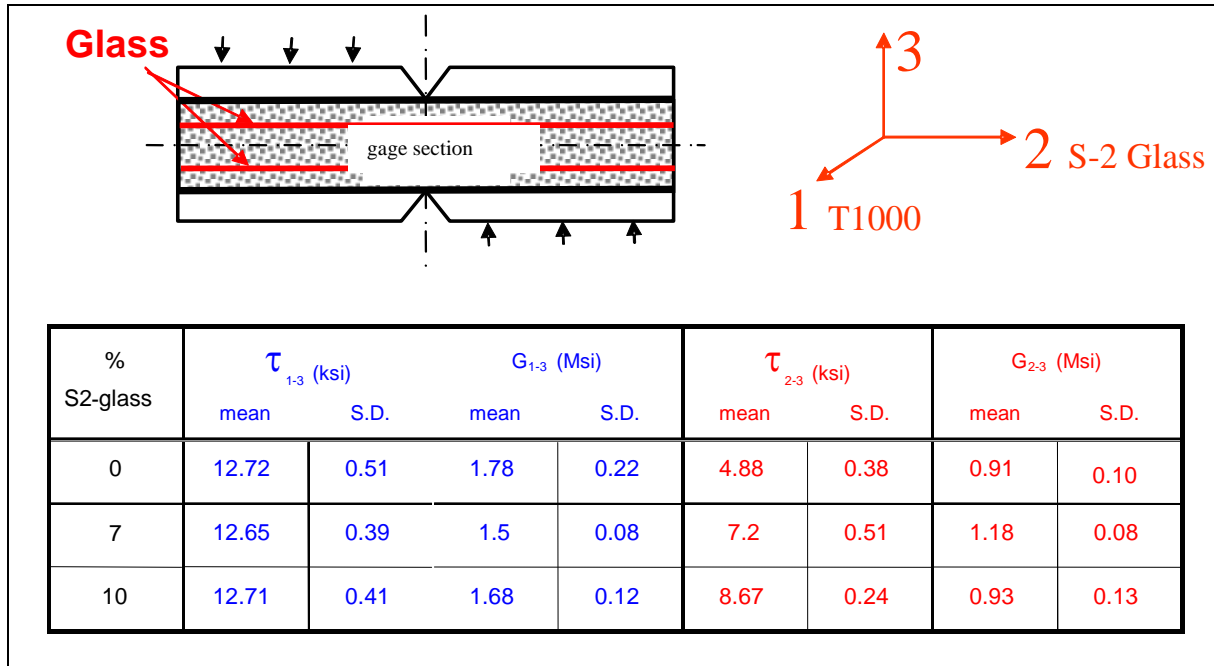 Glass
gage section
3
2 S-2 Glass
1 T1000
% S2-glass τ 1-3 (ksi) G1-3 (Msi) τ 2-3 (ksi) G2-3 (Msi)
mean S.D. mean S.D. mean S.D. mean S.D.
0 12.72 0.51 1.78 0.22 4.88 0.38 0.91 0.10
7 12.65 0.39 1.5 0.08 7.2 0.51 1.18 0.08
10 12.71 0.41 1.68 0.12 8.67 0.24 0.93 0.13